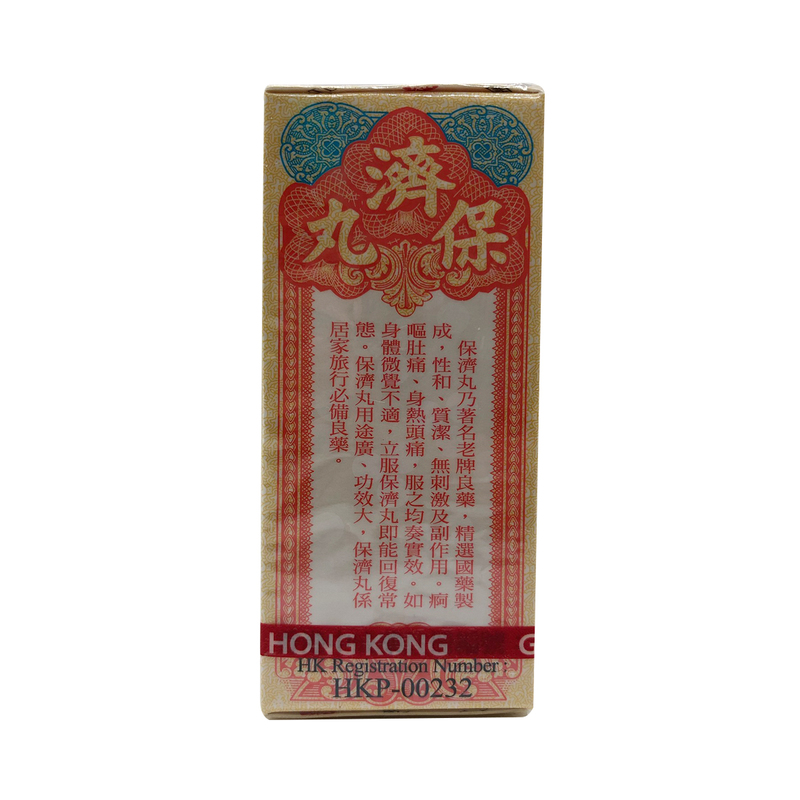 保濟丸
保濟丸乃著名老牌良藥，精選國藥製
成，性和、質潔、無刺激及副作用。痾
嘔肚痛、身熱頭痛，服之均奏實效。如
身體微覺不適，立服保濟丸即能回復常
態。保濟丸用途廣、功效大，保濟丸係
居家旅行必備良藥。
HONG KONG G
HK Registration Number :
HKP-00232